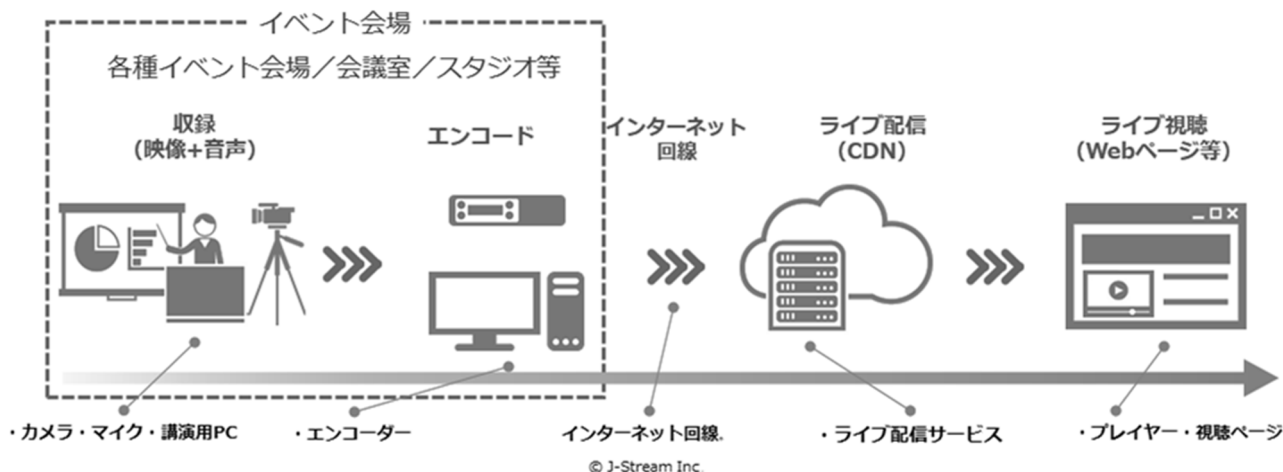 イベント会場
各種イベント会場／会議室／スタジオ等
収録
(映像+音声)
エンコード
インターネット
回線
ライブ配信
(CDN)
ライブ視聴
(Webページ等)
・カメラ・マイク・講演用PC
・エンコーダー
インターネット回線。
・ライブ配信サービス
・プレイヤー・視聴ページ
© J-Stream Inc.